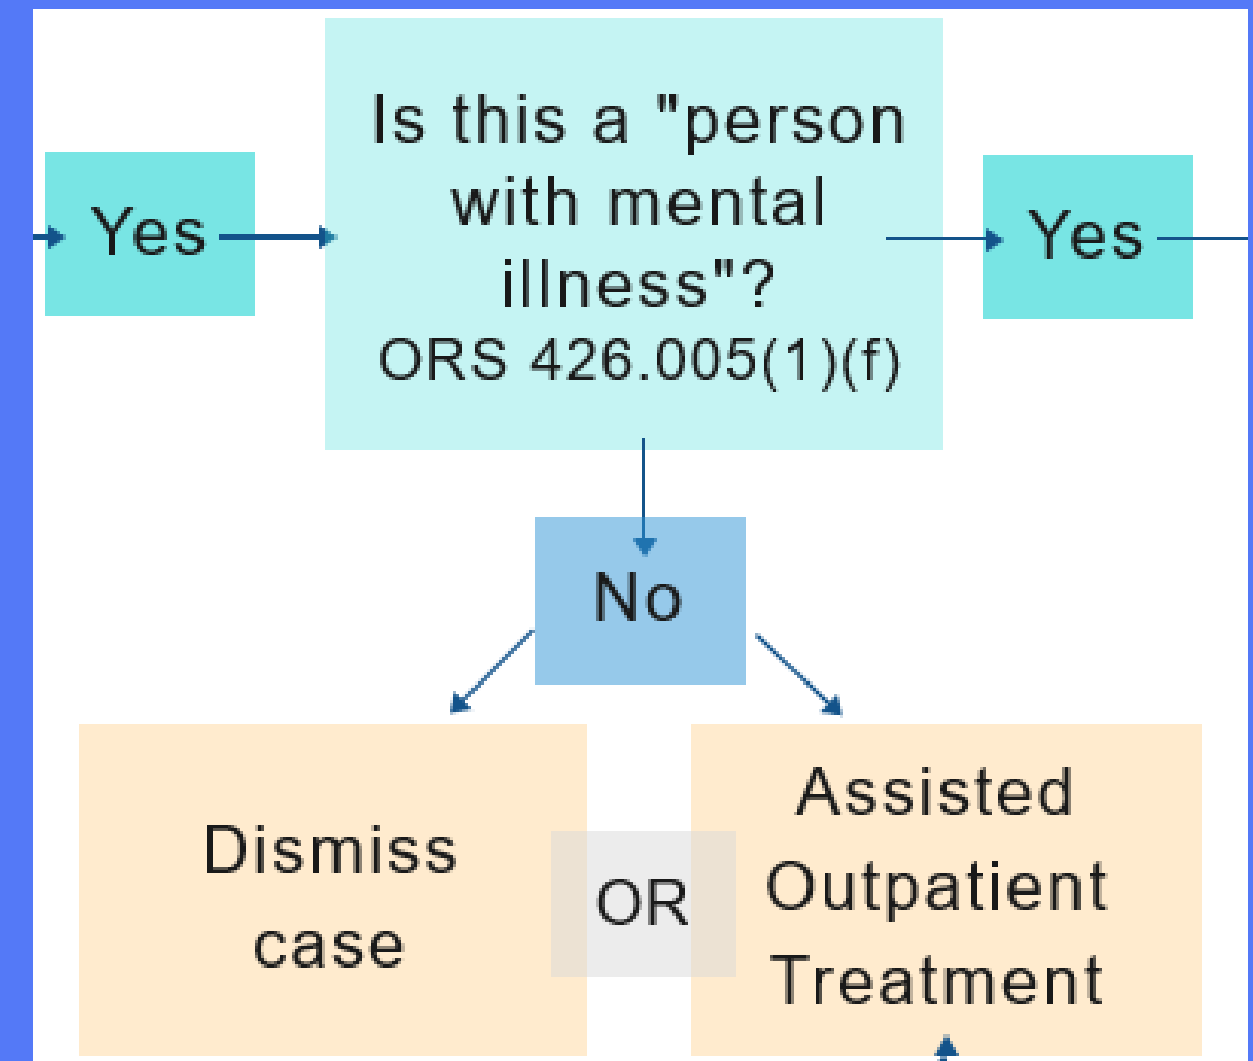 Is this a "person
with mental
illness"?
ORS 426.005(1)(f)
Yes
Yes
No
Dismiss
case
OR
Assisted
Outpatient
Treatment